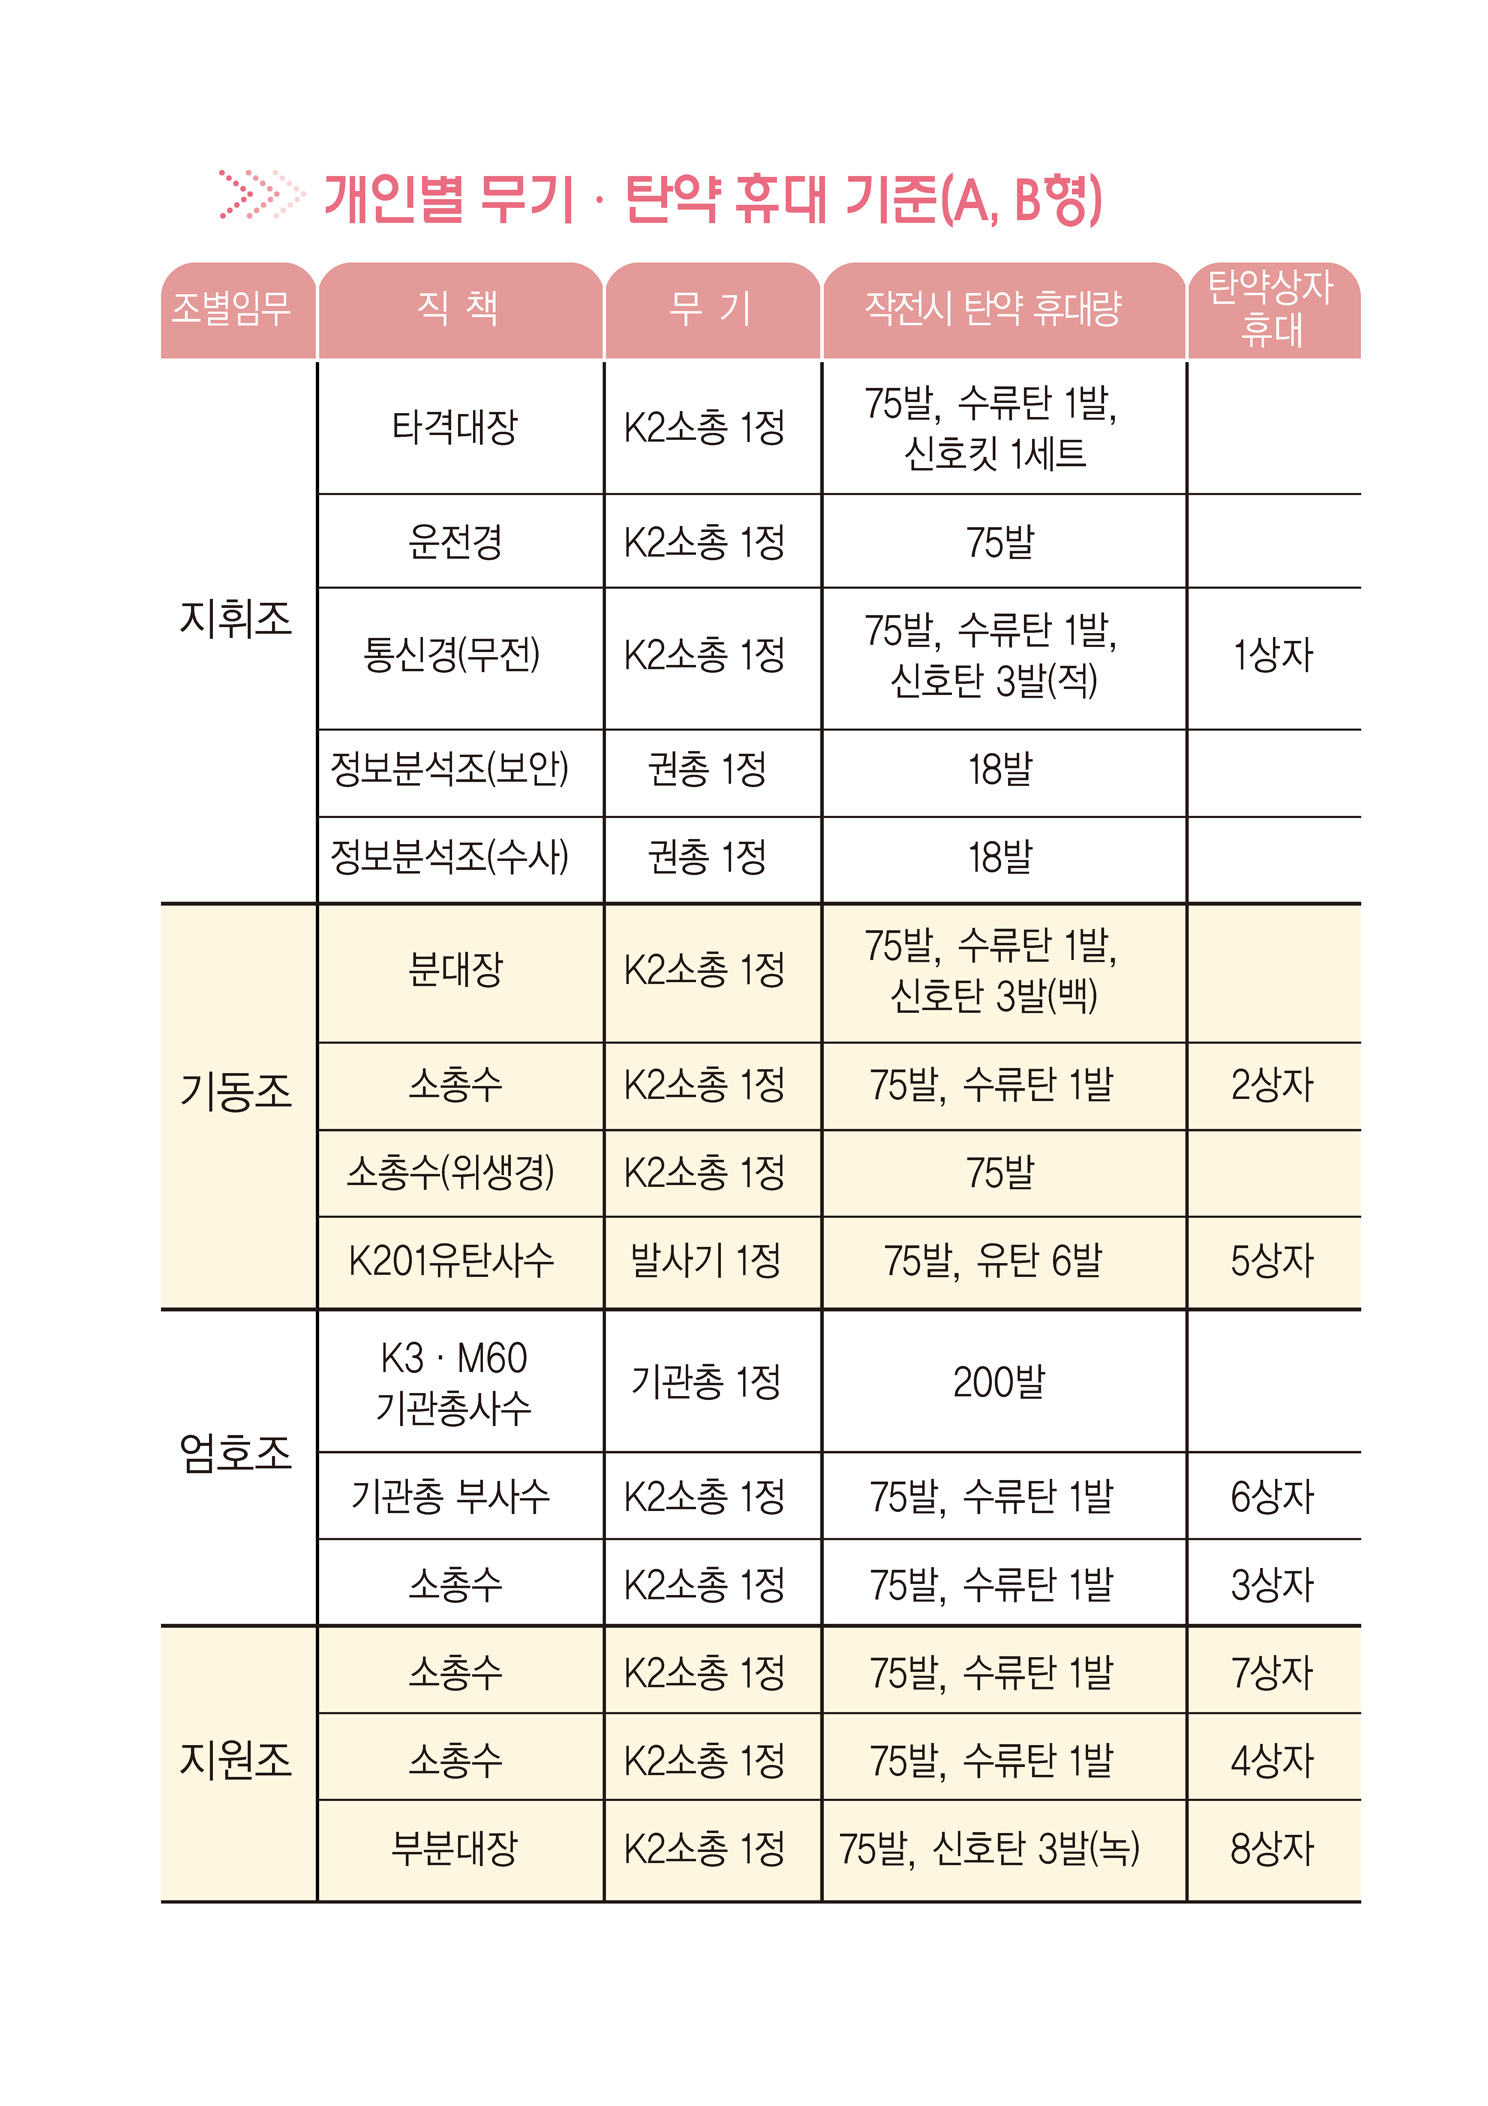 개인별 무기 · 탄약 휴대 기준(A, B형)
조별임무 직 책 무 기 작전시 탄약 휴대량 탄약상자 휴대
지휘조
타격대장 K2소총 1정 75발, 수류탄 1발,
신호킷 1세트
운전경 K2소총 1정 75발
통신경(무전) K2소총 1정 75발, 수류탄 1발, 1상자
신호탄 3발(적)
정보분석조(보안) 권총 1정 18발
정보분석조(수사) 권총 1정 18발
기동조
분대장 K2소총 1정 75발, 수류탄 1발,
신호탄 3발(백)
소총수 K2소총 1정 75발, 수류탄 1발 2상자
소총수(위생경) K2소총 1정 75발
K201유탄사수 발사기 1정 75발, 유탄 6발 5상자
엄호조
K3 · M60
기관총사수 기관총 1정 200발
기관총 부사수 K2소총 1정 75발, 수류탄 1발 6상자
소총수 K2소총 1정 75발, 수류탄 1발 3상자
지원조
소총수 K2소총 1정 75발, 수류탄 1발 7상자
소총수 K2소총 1정 75발, 수류탄 1발 4상자
부분대장 K2소총 1정 75발, 신호탄 3발(녹) 8상자